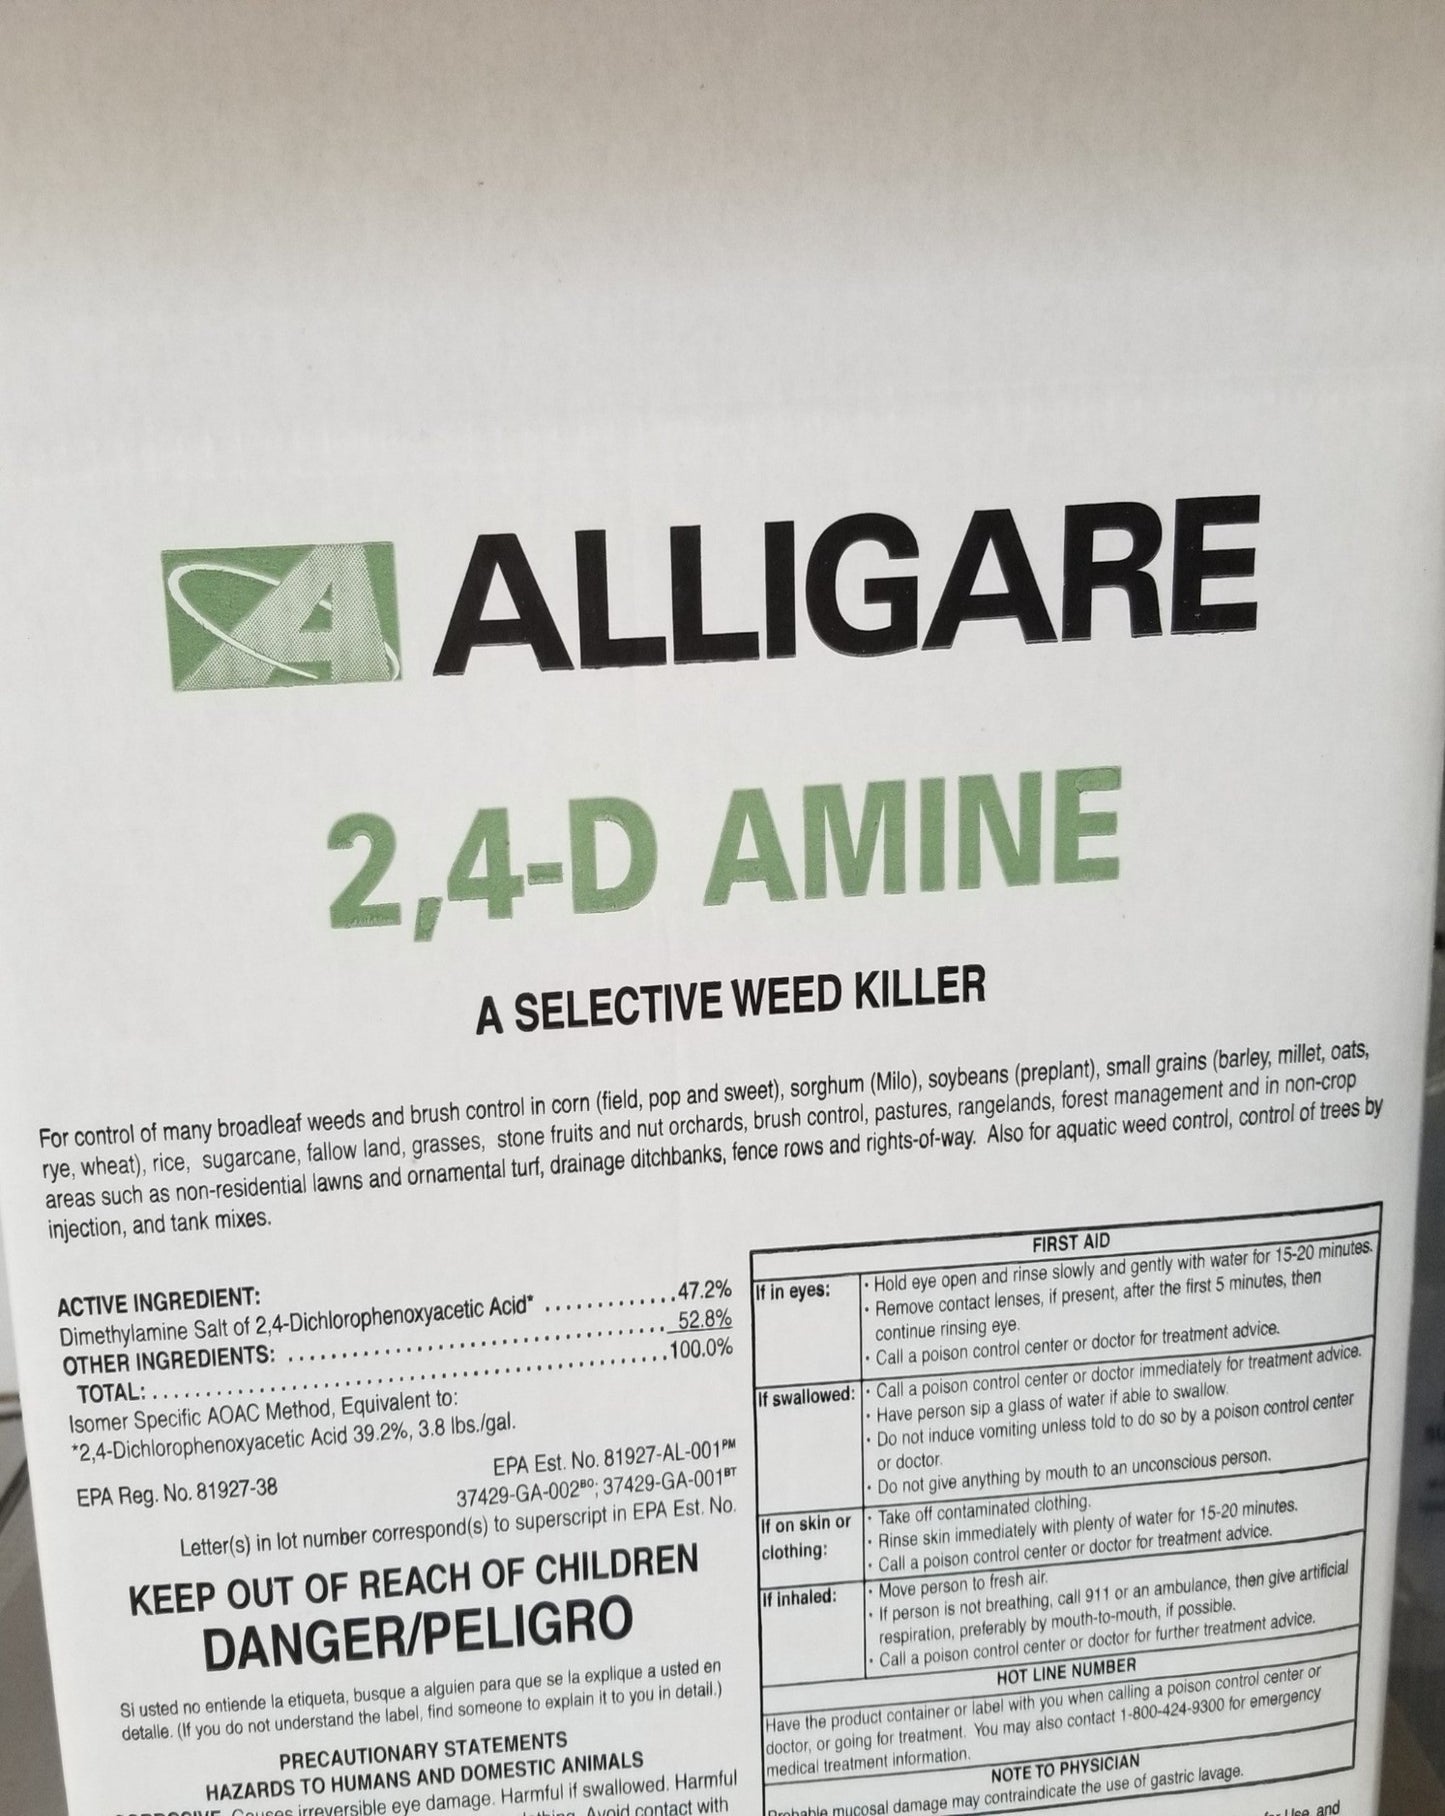 ALLIGARE
2,4-D AMINE
A SELECTIVE WEED KILLER
For control of many broadleaf weeds and brush control in corn (field, pop and sweet), sorghum (Milo), soybeans (preplant), small grains (barley, millet, oats,
rye, wheat), rice, sugarcane, fallow land, grasses, stone fruits and nut orchards, brush control, pastures, rangelands, forest management and in non-crop
areas such as non-residential lawns and ornamental turf, drainage ditchbanks, fence rows and rights-of-way. Also for aquatic weed control, control of trees by
injection, and tank mixes.
ACTIVE INGREDIENT:
Dimethylamine Salt of 2,4-Dichlorophenoxyacetic Acid* .............47.2%
OTHER INGREDIENTS: ....................................... 52.8%
TOTAL:....................................................100.0%
Isomer Specific AOAC Method, Equivalent to:
*2,4-Dichlorophenoxyacetic Acid 39.2%, 3.8 lbs./gal.
EPA Est. No. 81927-AL-001ᴾᴹ
EPA Reg. No. 81927-38 37429-GA-002ᴮᴼ; 37429-GA-001ᴮᵀ
Letter(s) in lot number correspond(s) to superscript in EPA Est. No.
KEEP OUT OF REACH OF CHILDREN
DANGER/PELIGRO
Si usted no entiende la etiqueta, busque a alguien para que se la explique a usted en
detalle. (If you do not understand the label, find someone to explain it to you in detail.)
PRECAUTIONARY STATEMENTS
HAZARDS TO HUMANS AND DOMESTIC ANIMALS
Causes irreversible eye damage. Harmful if swallowed. Harmful
Avoid contact with
FIRST AID
If in eyes: • Hold eye open and rinse slowly and gently with water for 15-20 minutes.
• Remove contact lenses, if present, after the first 5 minutes, then
continue rinsing eye.
• Call a poison control center or doctor for treatment advice.
If swallowed: • Call a poison control center or doctor immediately for treatment advice.
• Have person sip a glass of water if able to swallow.
• Do not induce vomiting unless told to do so by a poison control center
or doctor.
• Do not give anything by mouth to an unconscious person.
If on skin or • Take off contaminated clothing.
clothing: • Rinse skin immediately with plenty of water for 15-20 minutes.
• Call a poison control center or doctor for treatment advice.
If inhaled: • Move person to fresh air.
• If person is not breathing, call 911 or an ambulance, then give artificial
respiration, preferably by mouth-to-mouth, if possible.
• Call a poison control center or doctor for further treatment advice.
HOT LINE NUMBER
Have the product container or label with you when calling a poison control center or
doctor, or going for treatment. You may also contact 1-800-424-9300 for emergency
medical treatment information.
NOTE TO PHYSICIAN
Probable mucosal damage may contraindicate the use of gastric lavage.
Use and